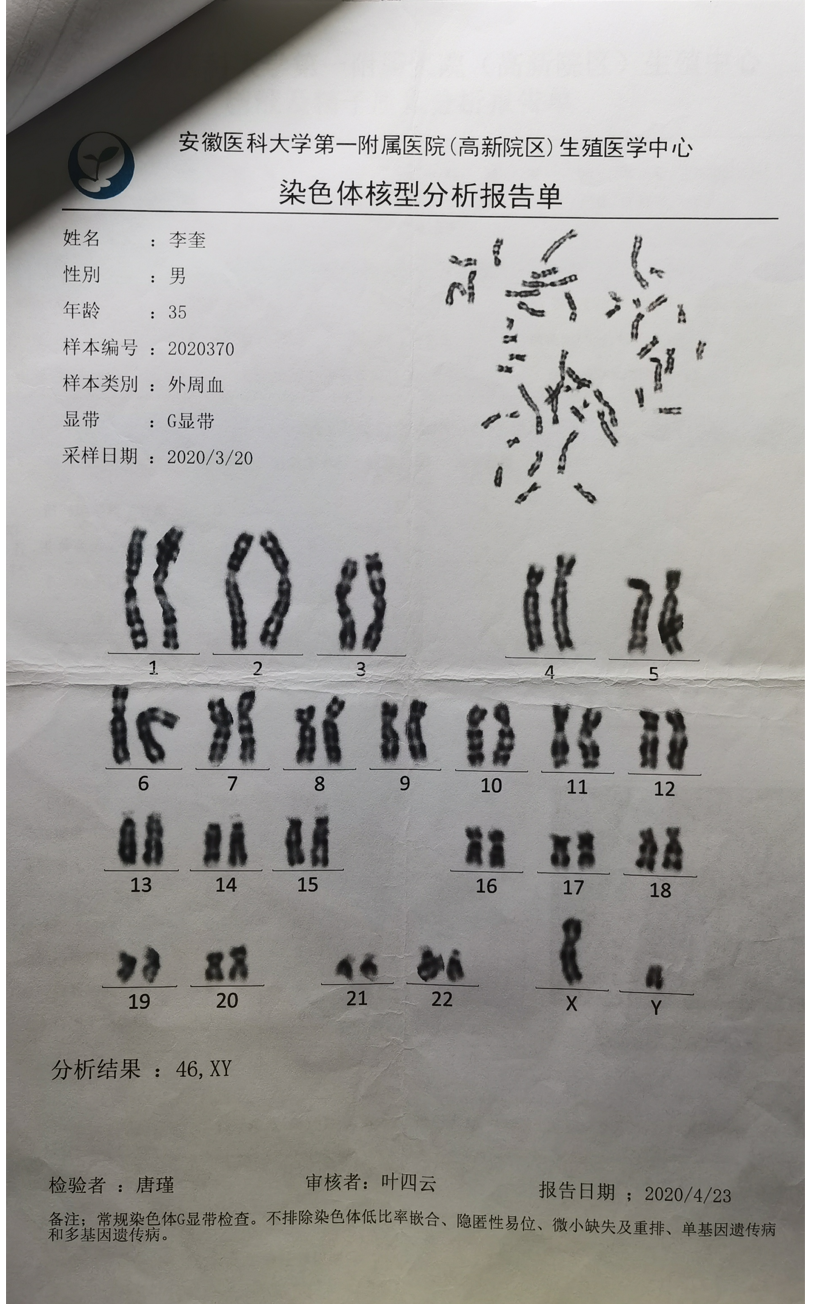 安徽医科大学第一附属医院(高新院区)生殖医学中心
染色体核型分析报告单
姓名 : 李奎
性别 : 男
年龄 : 35
样本编号 : 2020370
样本类别 : 外周血
显带 : G显带
采样日期 : 2020/3/20
1 2 3 4 5
6 7 8 9 10 11 12
13 14 15 16 17 18
19 20 21 22 X Y
分析结果 : 46,XY
检验者 : 唐瑾 审核者: 叶四云 报告日期 ; 2020/4/23
备注; 常规染色体G显带检查。不排除染色体低比率嵌合、隐匿性易位、微小缺失及重排、单基因遗传病
和多基因遗传病。